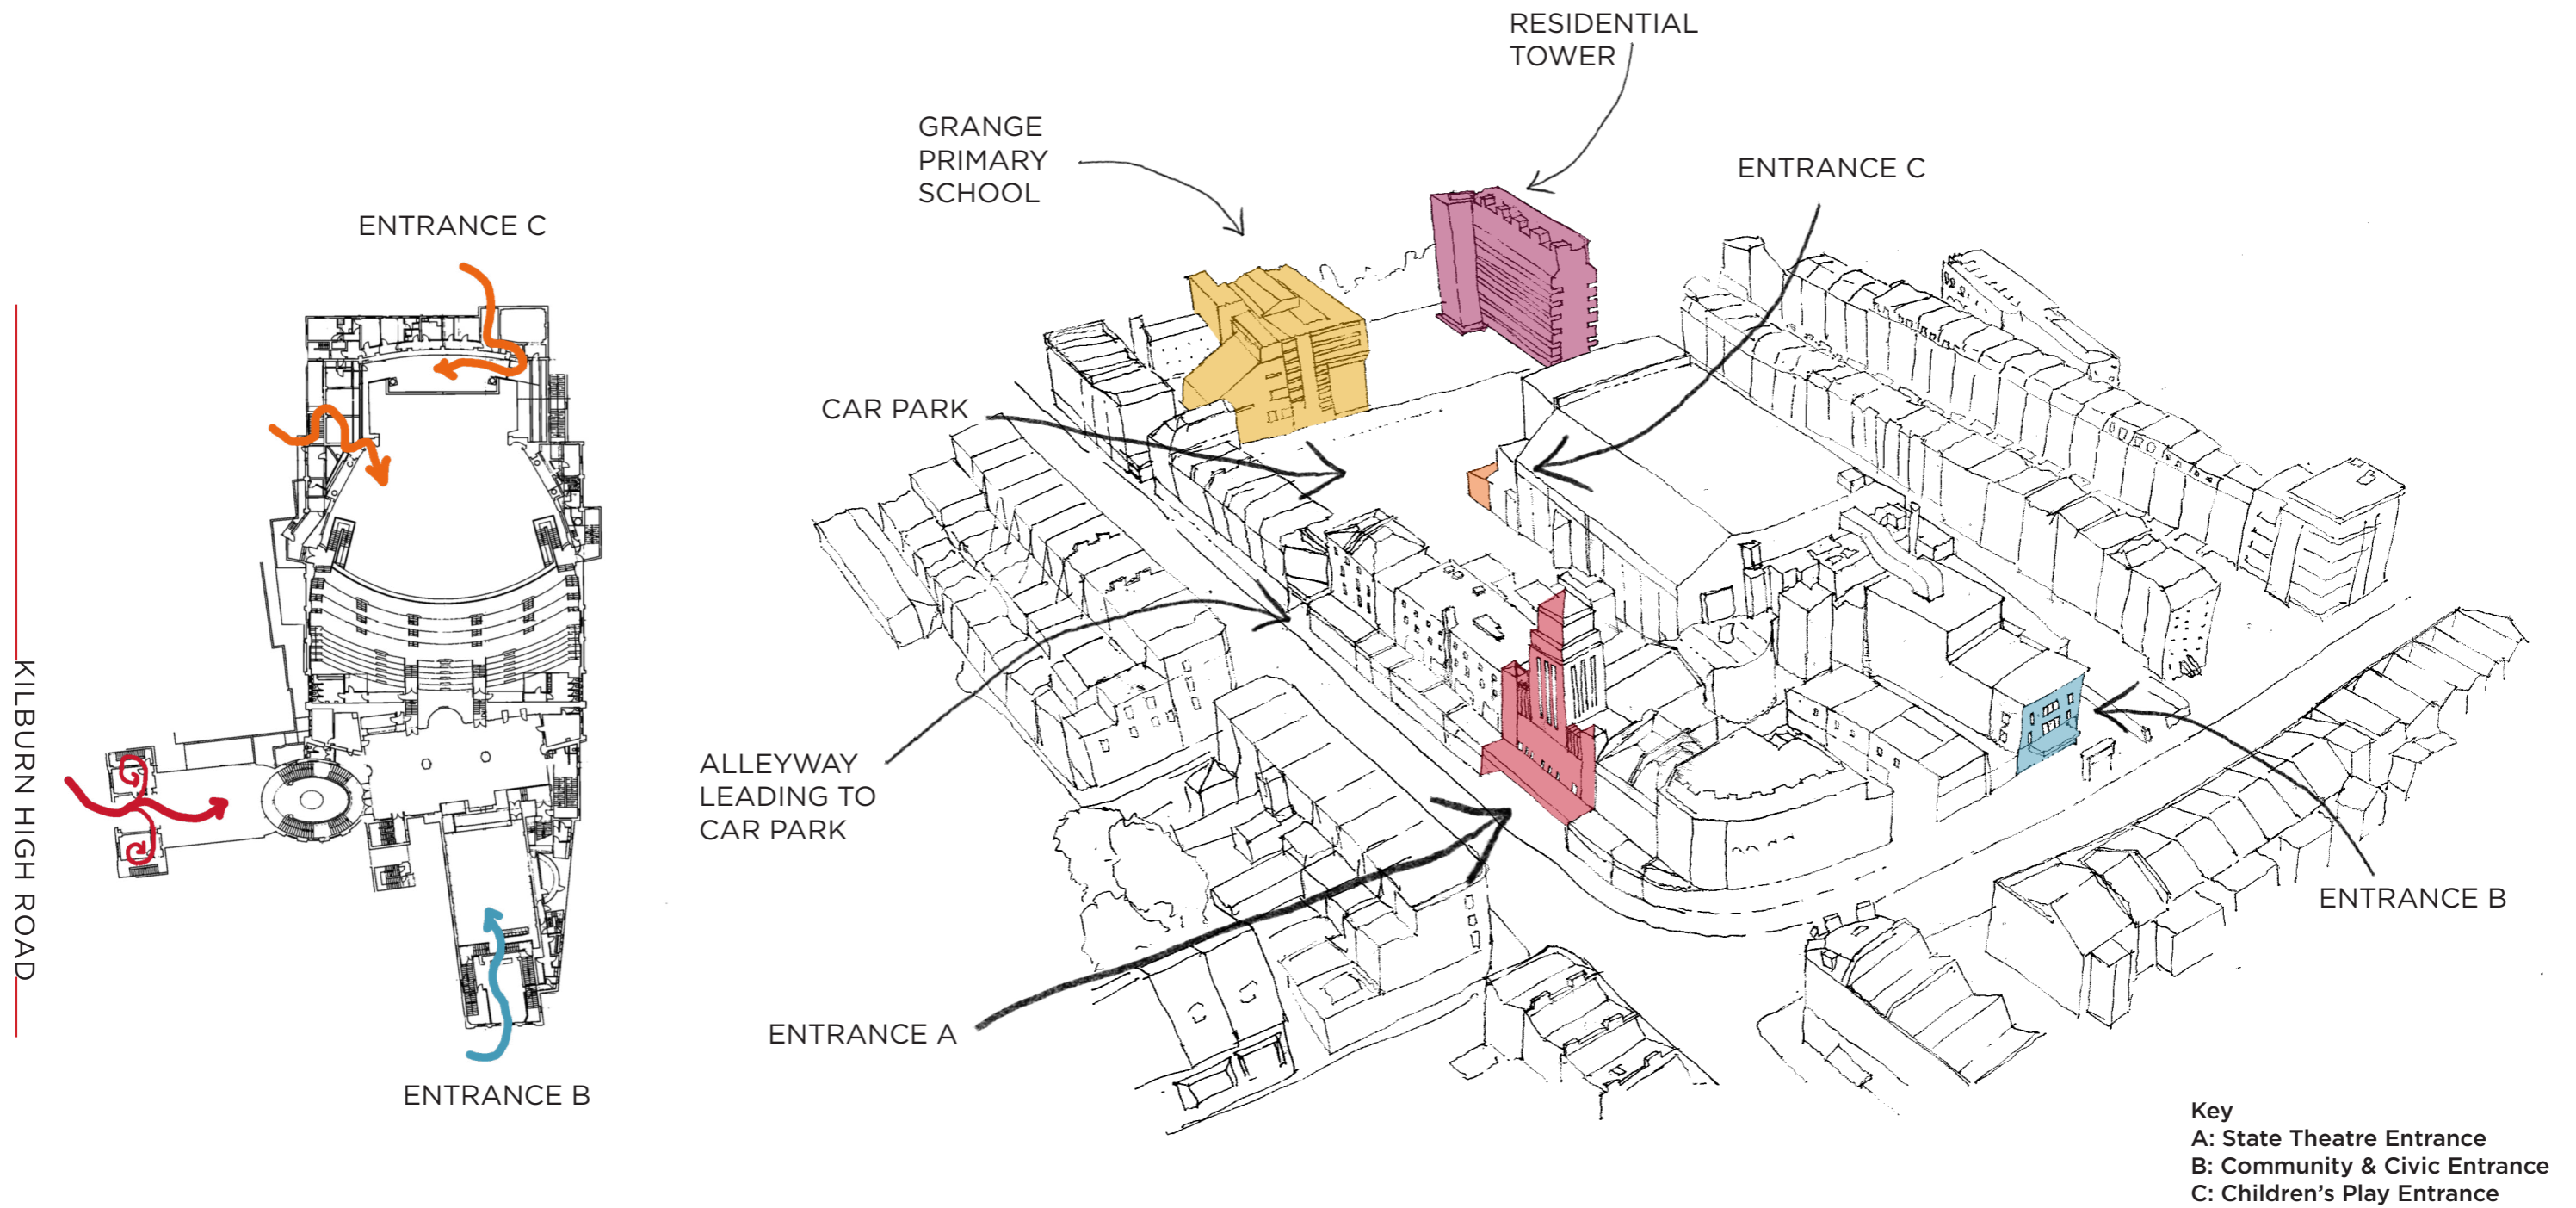 RESIDENTIAL
TOWER
GRANGE
PRIMARY
SCHOOL
ENTRANCE C
ENTRANCE C
CAR PARK
KILBURN HIGH ROAD
ALLEYWAY
LEADING TO
CAR PARK
ENTRANCE B
ENTRANCE A
ENTRANCE B
Key
A: State Theatre Entrance
B: Community & Civic Entrance
C: Children’s Play Entrance